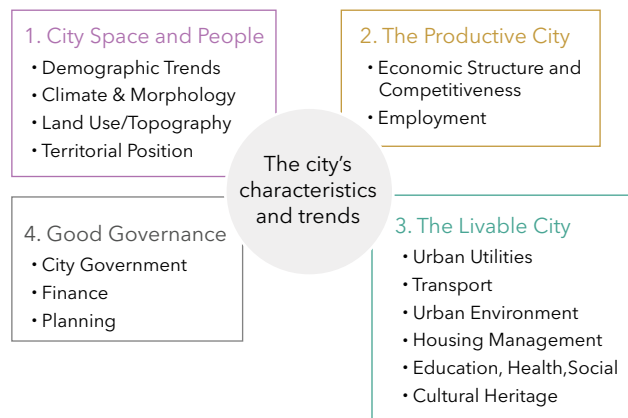 1. City Space and People
• Demographic Trends
• Climate & Morphology
• Land Use/Topography
• Territorial Position
2. The Productive City
• Economic Structure and
Competitiveness
• Employment
The city’s
characteristics
and trends
3. The Livable City
• Urban Utilities
• Transport
• Urban Environment
• Housing Management
• Education, Health,Social
• Cultural Heritage
4. Good Governance
• City Government
• Finance
• Planning